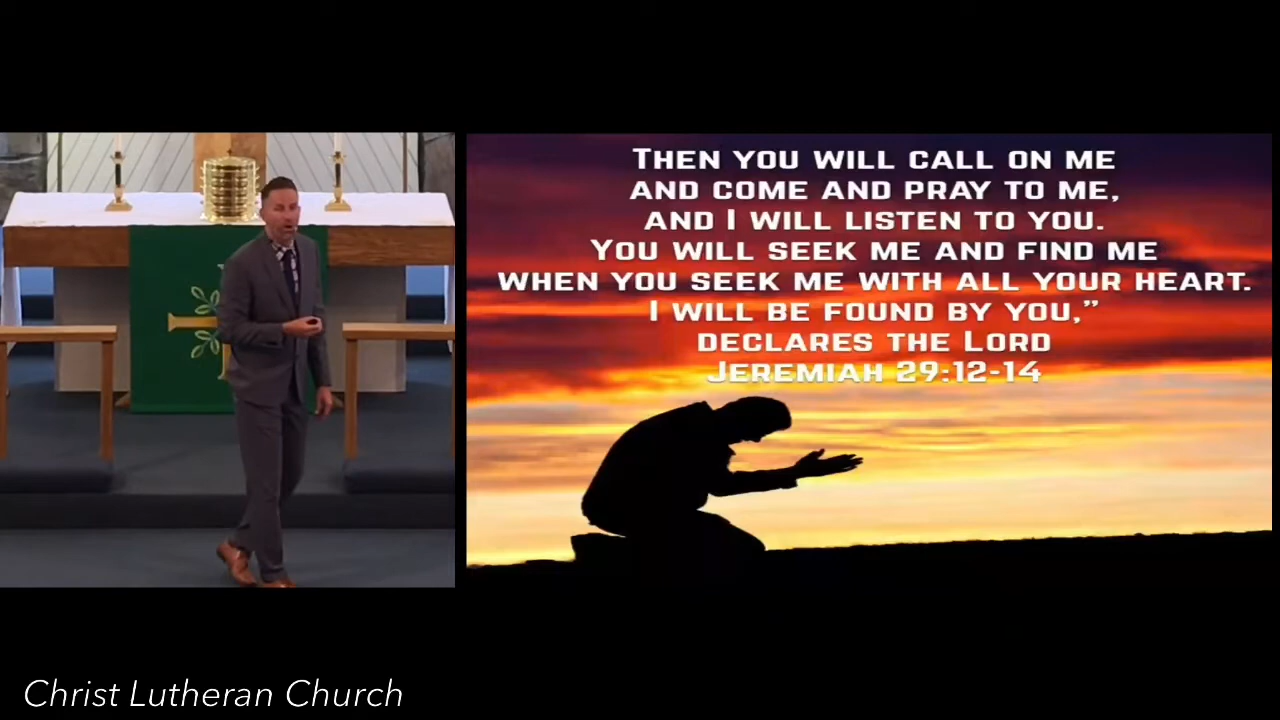 Then you will call on me
and come and pray to me,
and I will listen to you.
You will seek me and find me
when you seek me with all your heart.
I will be found by you,”
declares the Lord
Jeremiah 29:12-14
Christ Lutheran Church